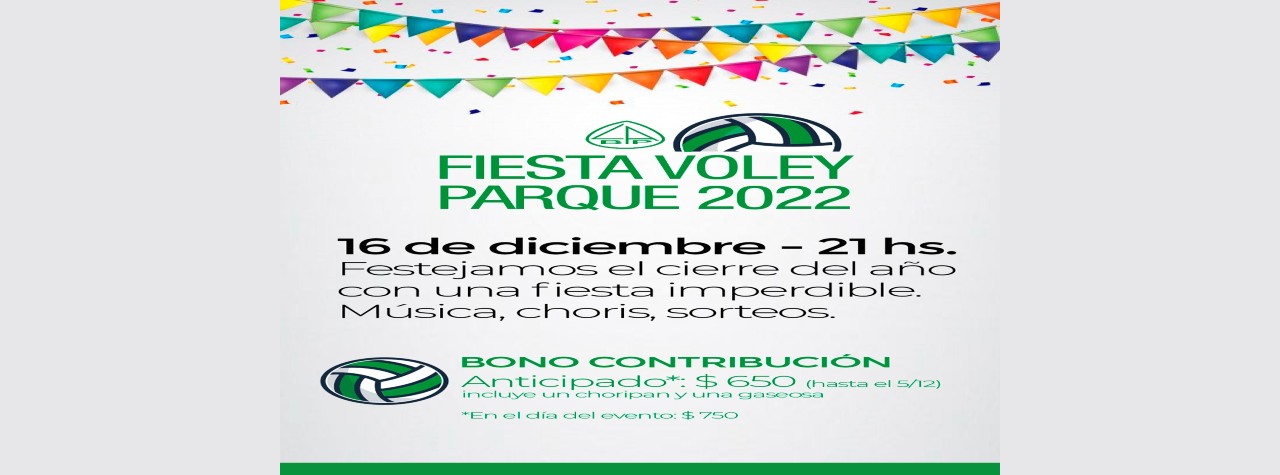 BTP
FIESTA VOLEY
PARQUE 2022
16 de diciembre - 21 hs.
Festejamos el cierre del año
con una fiesta imperdible.
Música, choris, sorteos.
BONO CONTRIBUCIÓN
Anticipado*: $ 650 (hasta el 5/12)
incluye un choripan y una gaseosa
*En el día del evento: $ 750